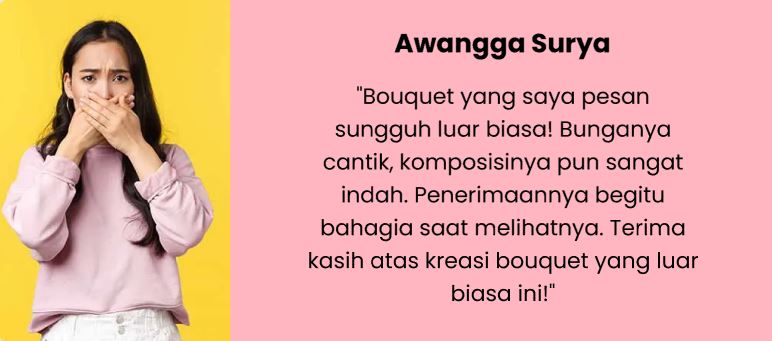 Awangga Surya
"Bouquet yang saya pesan
sungguh luar biasa! Bunganya
cantik, komposisinya pun sangat
indah. Penerimaannya begitu
bahagia saat melihatnya. Terima
kasih atas kreasi bouquet yang luar
biasa ini!"